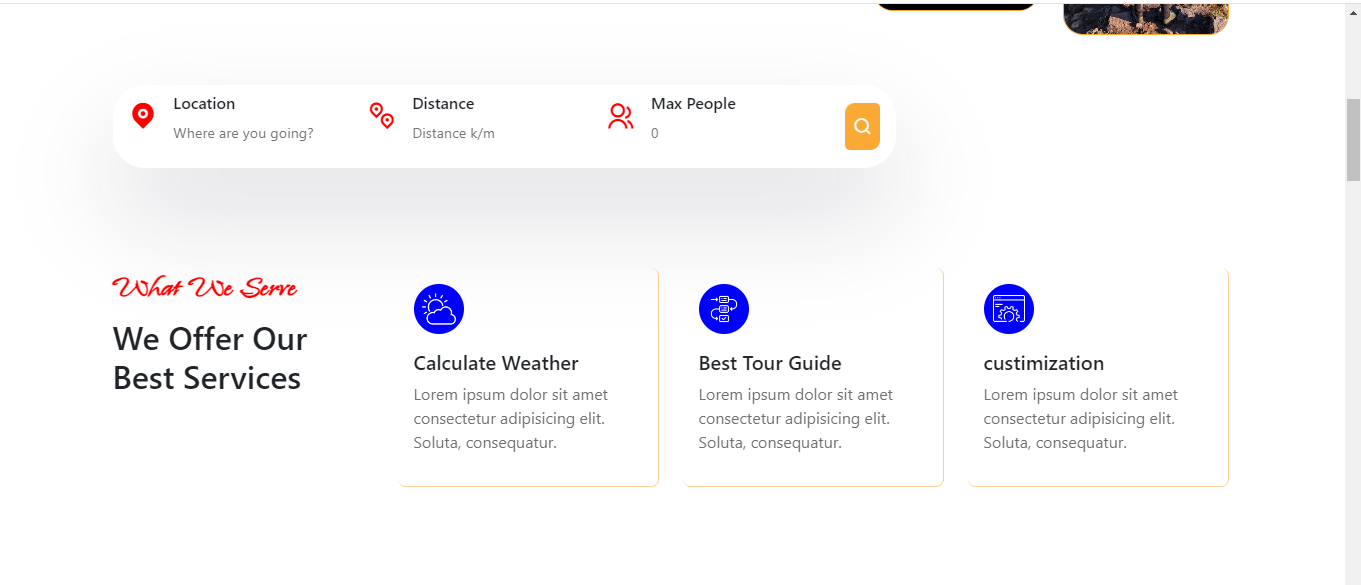 Location
Where are you going?
Distance
Distance k/m
Max People
0
What We Serve
We Offer Our
Best Services
Calculate Weather
Lorem ipsum dolor sit amet
consectetur adipisicing elit.
Soluta, consequatur.
Best Tour Guide
Lorem ipsum dolor sit amet
consectetur adipisicing elit.
Soluta, consequatur.
custimization
Lorem ipsum dolor sit amet
consectetur adipisicing elit.
Soluta, consequatur.